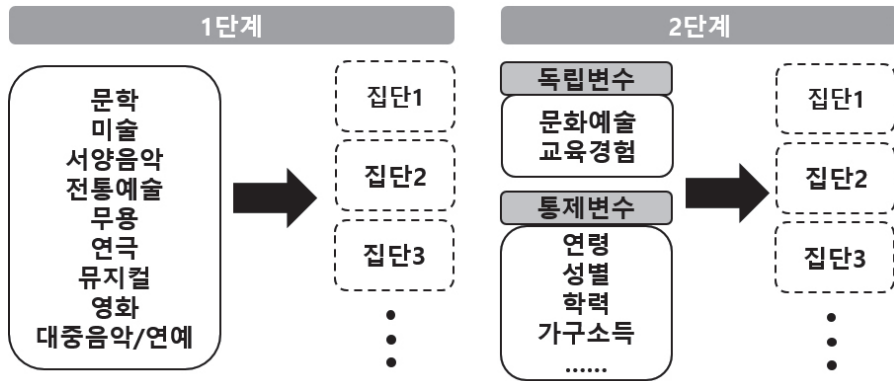 1단계
문학
미술
서양음악
전통예술
무용
연극
뮤지컬
영화
대중음악/연예
집단1
집단2
집단3
2단계
독립변수
문화예술
교육경험
통제변수
연령
성별
학력
가구소득
......
집단1
집단2
집단3